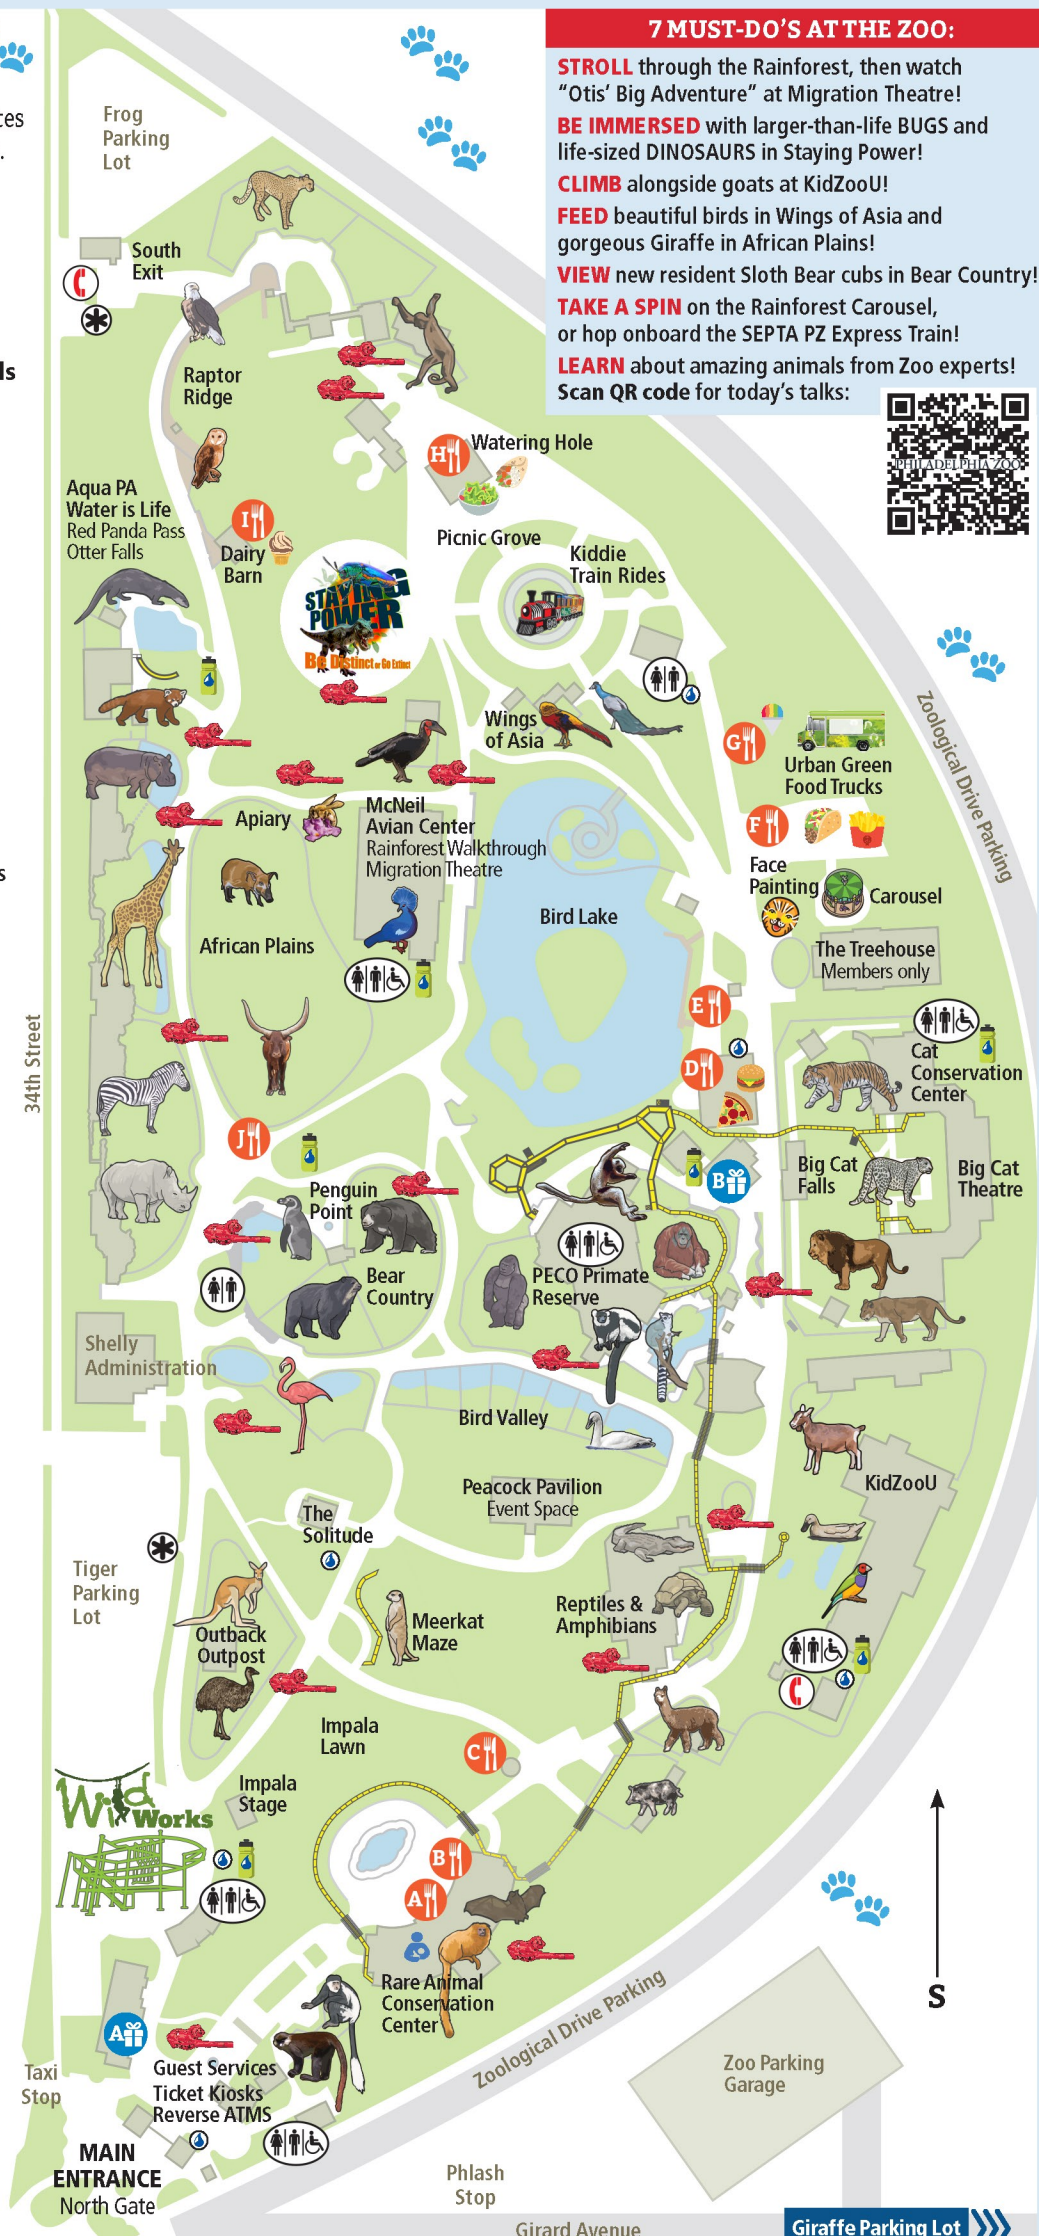 7 MUST-DO'S AT THE ZOO:
STROLL through the Rainforest, then watch
“Otis’ Big Adventure” at Migration Theatre!
BE IMMERSED with larger-than-life BUGS and
life-sized DINOSAURS in Staying Power!
CLIMB alongside goats at KidZooU!
FEED beautiful birds in Wings of Asia and
gorgeous Giraffe in African Plains!
VIEW new resident Sloth Bear cubs in Bear Country!
TAKE A SPIN on the Rainforest Carousel,
or hop onboard the SEPTA PZ Express Train!
LEARN about amazing animals from Zoo experts!
Scan QR code for today's talks:
PHILADELPHIA ZOO
Frog
Parking
Lot
South
Exit
Raptor
Ridge
H
Watering Hole
Aqua PA
Water is Life
Red Panda Pass
Otter Falls
I
Dairy
Barn
Picnic Grove
Kiddie
Train Rides
STAYING
POWER
Be Distinct or Go Extinct
Wings
of Asia
G
Urban Green
Food Trucks
Zoological Drive Parking
F
Apiary
McNeil
Avian Center
Rainforest Walkthrough
Migration Theatre
Face
Painting
Carousel
Bird Lake
African Plains
The Treehouse
Members only
E
34th Street
D
Cat
Conservation
Center
J
Big Cat
Falls
Big Cat
Theatre
B
Penguin
Point
Bear
Country
PECO Primate
Reserve
Shelly
Administration
Bird Valley
KidZooU
Peacock Pavilion
Event Space
The
Solitude
Tiger
Parking
Lot
Reptiles &
Amphibians
Meerkat
Maze
Outback
Outpost
Impala
Lawn
C
Impala
Stage
Wild
Works
B
A
Rare Animal
Conservation
Center
S
A
Zoological Drive Parking
Taxi
Stop
Guest Services
Ticket Kiosks
Reverse ATMS
Zoo Parking
Garage
MAIN
ENTRANCE
North Gate
Phlash
Stop
Girard Avenue
Giraffe Parking Lot